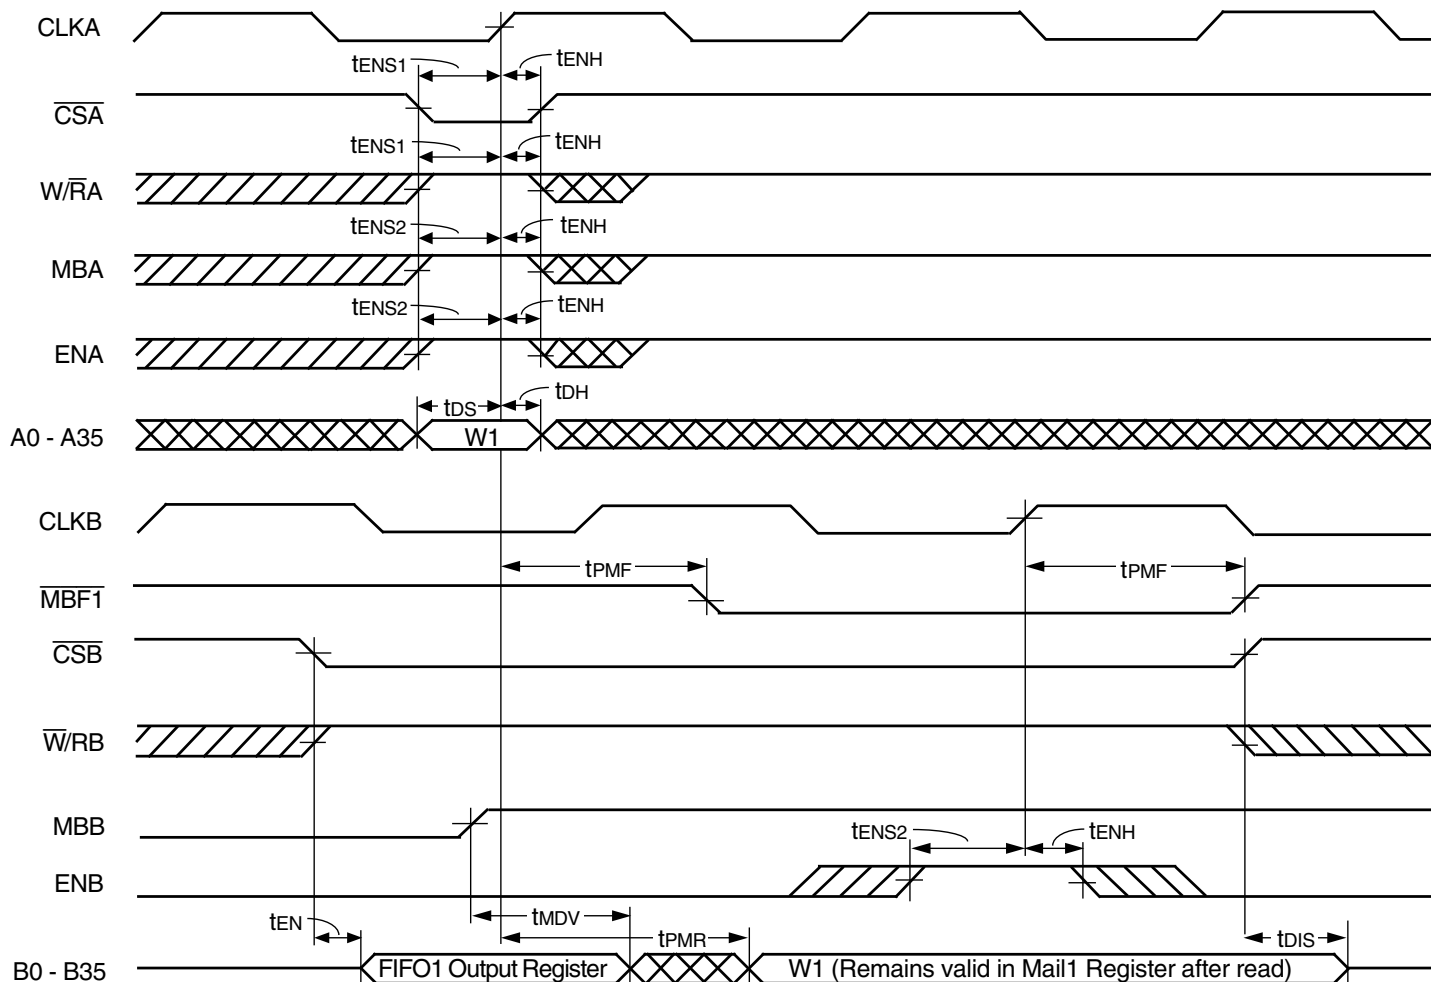 CLKA
tENS1 tENH
CSA
tENS1 tENH
W/RA
tENS2 tENH
MBA
tENS2 tENH
ENA
tDS tDH
A0 - A35 W1
CLKB
tPMF tPMF
MBF1
CSB
W/RB
MBB
tENS2 tENH
ENB
tEN tMDV tPMR tDIS
B0 - B35 FIFO1 Output Register W1 (Remains valid in Mail1 Register after read)